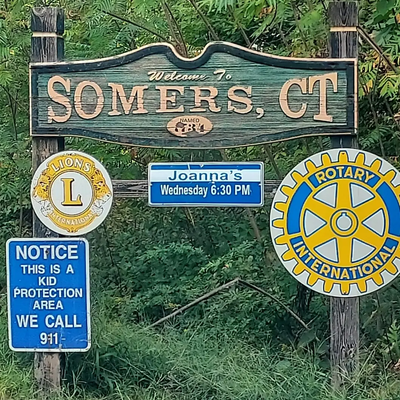 Welcome To
SOMERS, CT
NAMED
1734
LIONS
L
INTERNATIONAL
Joanna's
Wednesday 6:30 PM
ROTARY
INTERNATIONAL
NOTICE
THIS IS A
KID
PROTECTION
AREA
WE CALL
911